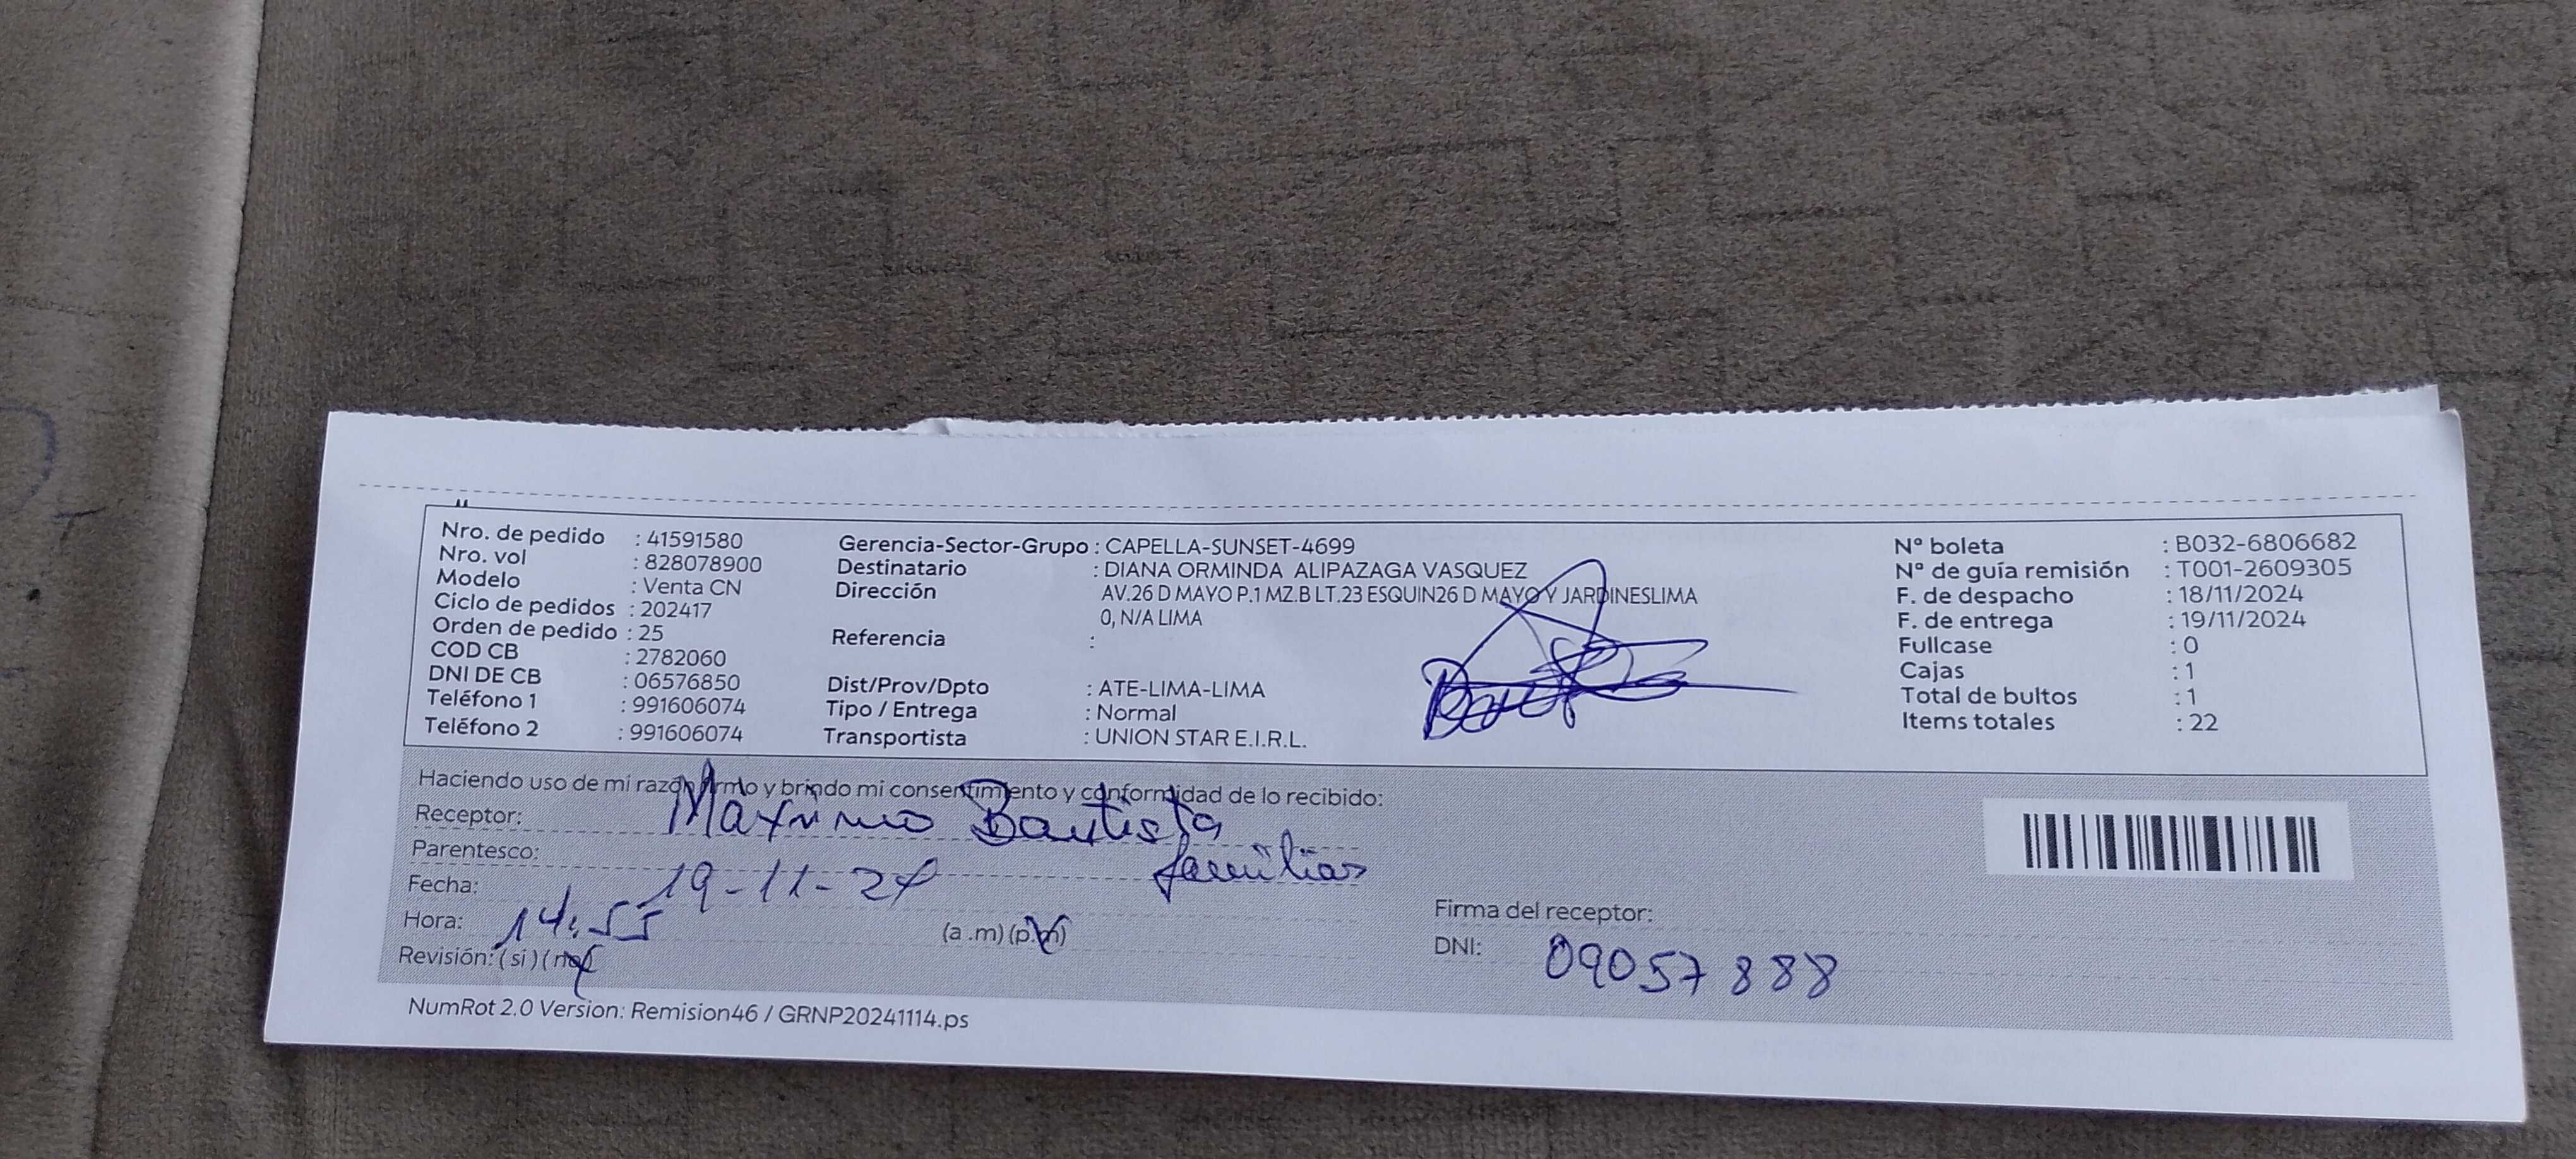 Nro. de pedido : 41591580
Nro. vol : 828078900
Modelo : Venta CN
Ciclo de pedidos : 202417
Orden de pedido : 25
COD CB : 2782060
DNI DE CB : 06576850
Teléfono 1 : 991606074
Teléfono 2 : 991606074
Gerencia-Sector-Grupo : CAPELLA-SUNSET-4699
Destinatario : DIANA ORMINDA ALIPAZAGA VASQUEZ
Dirección AV.26 D MAYO P.1 MZ.B LT.23 ESQUIN26 D MAYO Y JARDINESLIMA
0, N/A LIMA
Referencia :
Dist/Prov/Dpto : ATE-LIMA-LIMA
Tipo / Entrega : Normal
Transportista : UNION STAR E.I.R.L.
N° boleta : B032-6806682
N° de guía remisión : T001-2609305
F. de despacho : 18/11/2024
F. de entrega : 19/11/2024
Fullcase : 0
Cajas : 1
Total de bultos : 1
Items totales : 22
Haciendo uso de mi razón firmo y brindo mi consentimiento y conformidad de lo recibido:
Receptor: Maximo Bautista
Parentesco: familiar
Fecha: 19-11-24
Hora: 14:55 (a .m) (p.m)
Revisión: ( si ) ( no )
Firma del receptor:
DNI: 09057888
NumRot 2.0 Version: Remision46 / GRNP20241114.ps